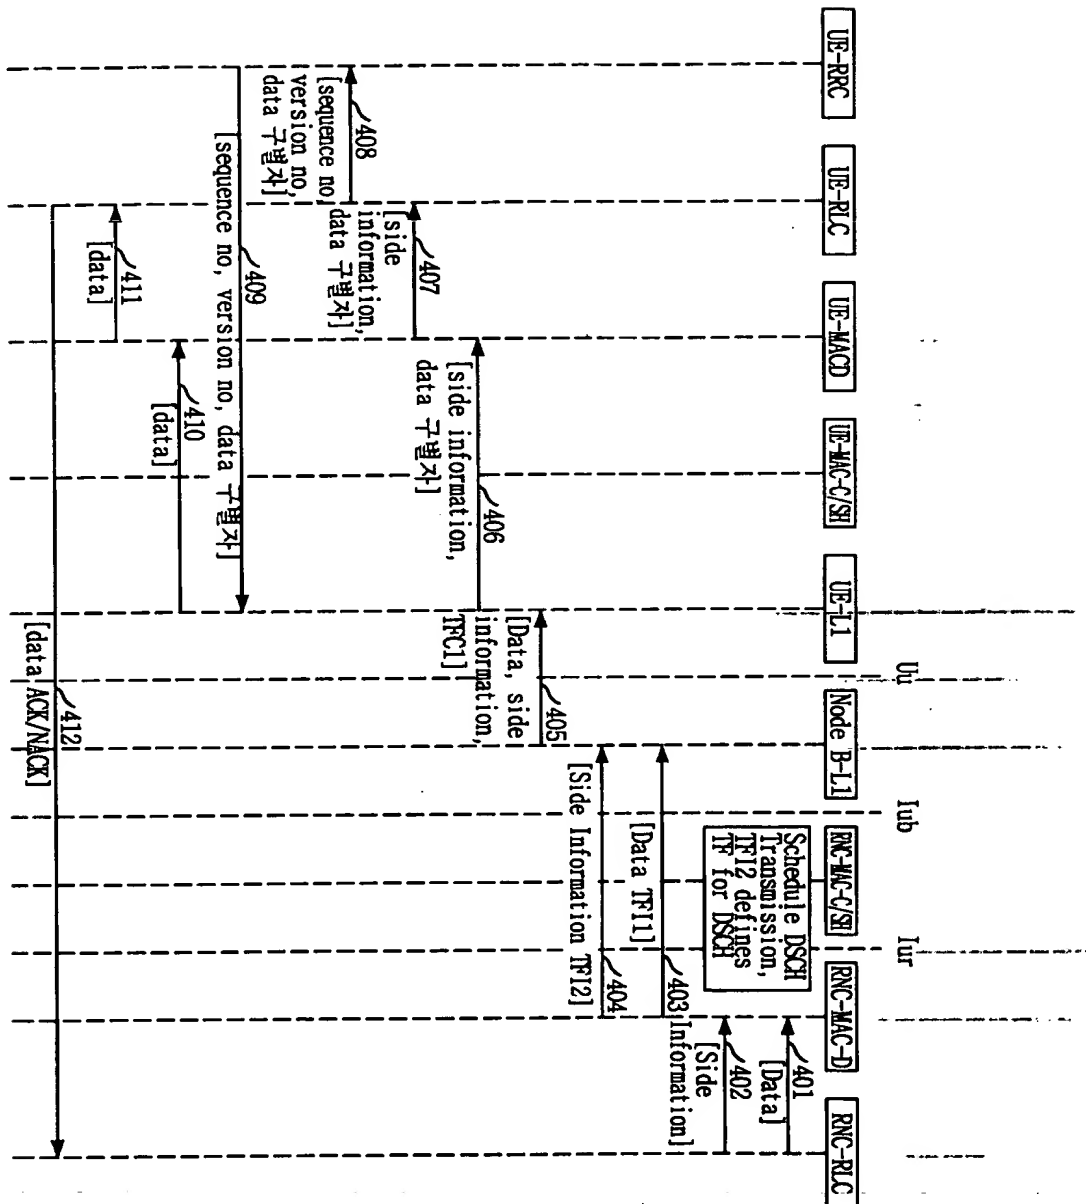 UE-RRC
UE-RLC
UE-MACD
UE-MAC-C/SH
UE-L1
Uu
Node B-L1
Iub
RNC-MAC-C/SH
Iur
RNC-MAC-D
RNC-RLC
401
[Data]
402
[Side
Information]
Schedule DSCH
Transmission,
TFI2 defines
TF for DSCH
403
[Data TFI1]
404
[Side Information TFI2]
405
[Data, side
information,
TFC1]
406
[side information,
data 구별자]
407
[side
information,
data 구별자]
408
[sequence no,
version no,
data 구별자]
409
[sequence no, version no, data 구별자]
410
[data]
411
[data]
412
[data ACK/NACK]